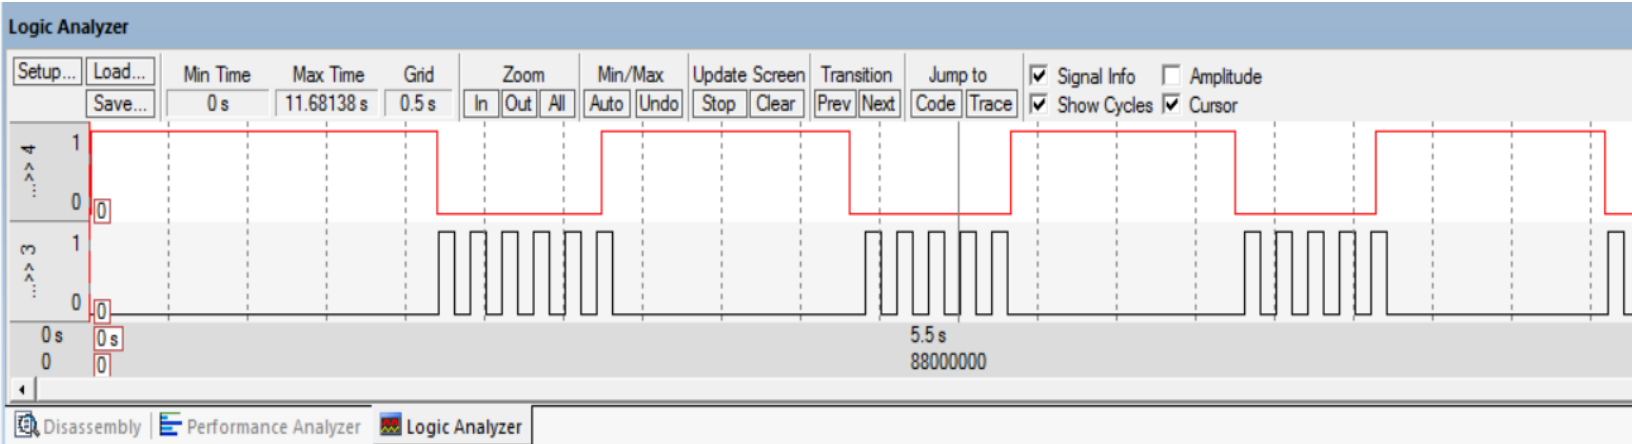 Logic Analyzer
Setup... Load... Min Time Max Time Grid Zoom Min/Max Update Screen Transition Jump to Signal Info Amplitude
Save... 0 s 11.68138 s 0.5 s In Out All Auto Undo Stop Clear Prev Next Code Trace Show Cycles Cursor
...>> 4
1
0 0
...>> 3
1
0 0
0 s 0 s 5.5 s
0 0 88000000
Disassembly Performance Analyzer Logic Analyzer